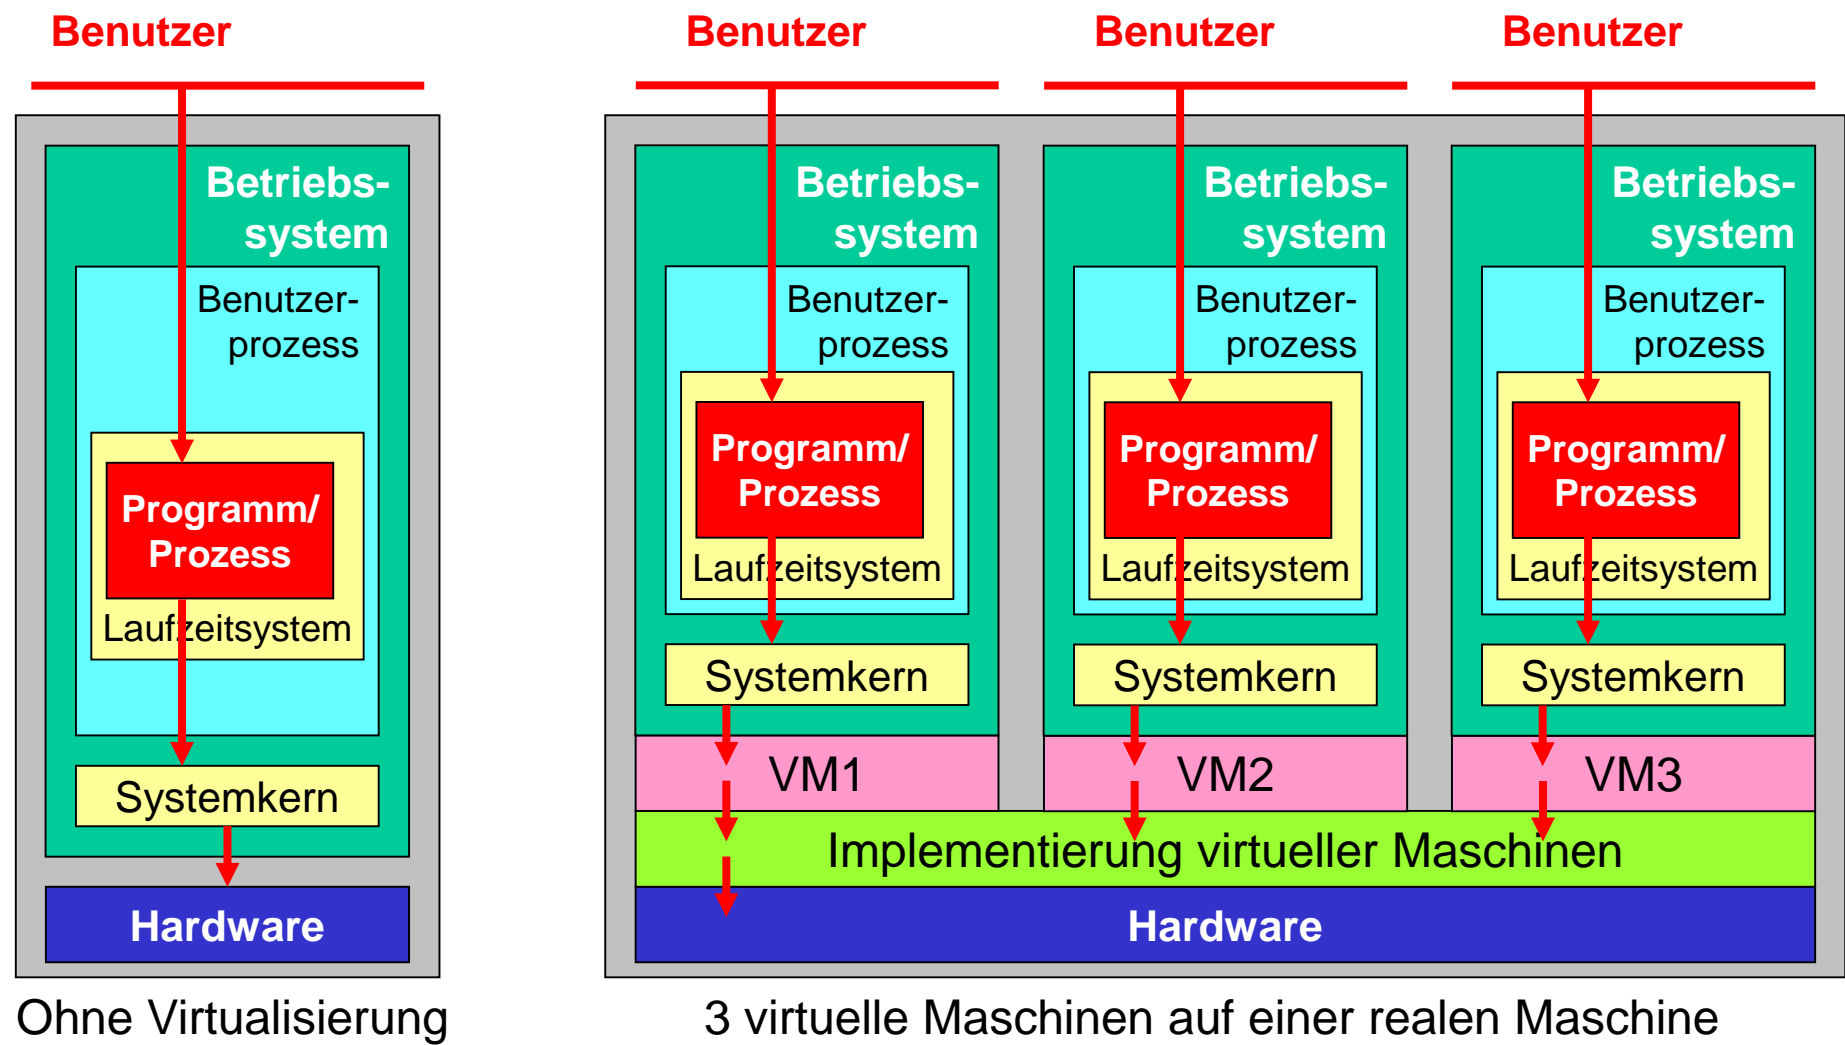 Benutzer
Betriebs-
system
Benutzer-
prozess
Programm/
Prozess
Laufzeitsystem
Systemkern
Hardware
Ohne Virtualisierung
Benutzer
Betriebs-
system
Benutzer-
prozess
Programm/
Prozess
Laufzeitsystem
Systemkern
VM1
Benutzer
Betriebs-
system
Benutzer-
prozess
Programm/
Prozess
Laufzeitsystem
Systemkern
VM2
Benutzer
Betriebs-
system
Benutzer-
prozess
Programm/
Prozess
Laufzeitsystem
Systemkern
VM3
Implementierung virtueller Maschinen
Hardware
3 virtuelle Maschinen auf einer realen Maschine